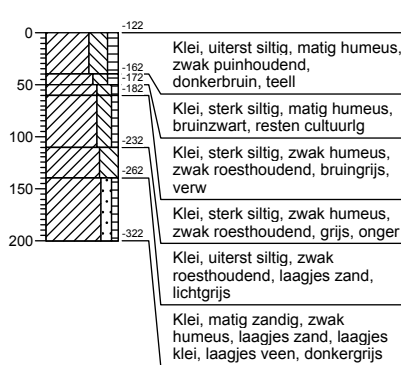 0
50
100
150
200
-122
-162
-172
-182
-232
-262
-322
Klei, uiterst siltig, matig humeus,
zwak puinhoudend,
donkerbruin, teell
Klei, sterk siltig, matig humeus,
bruinzwart, resten cultuurlg
Klei, sterk siltig, zwak humeus,
zwak roesthoudend, bruingrijs,
verw
Klei, sterk siltig, zwak humeus,
zwak roesthoudend, grijs, onger
Klei, uiterst siltig, zwak
roesthoudend, laagjes zand,
lichtgrijs
Klei, matig zandig, zwak
humeus, laagjes zand, laagjes
klei, laagjes veen, donkergrijs